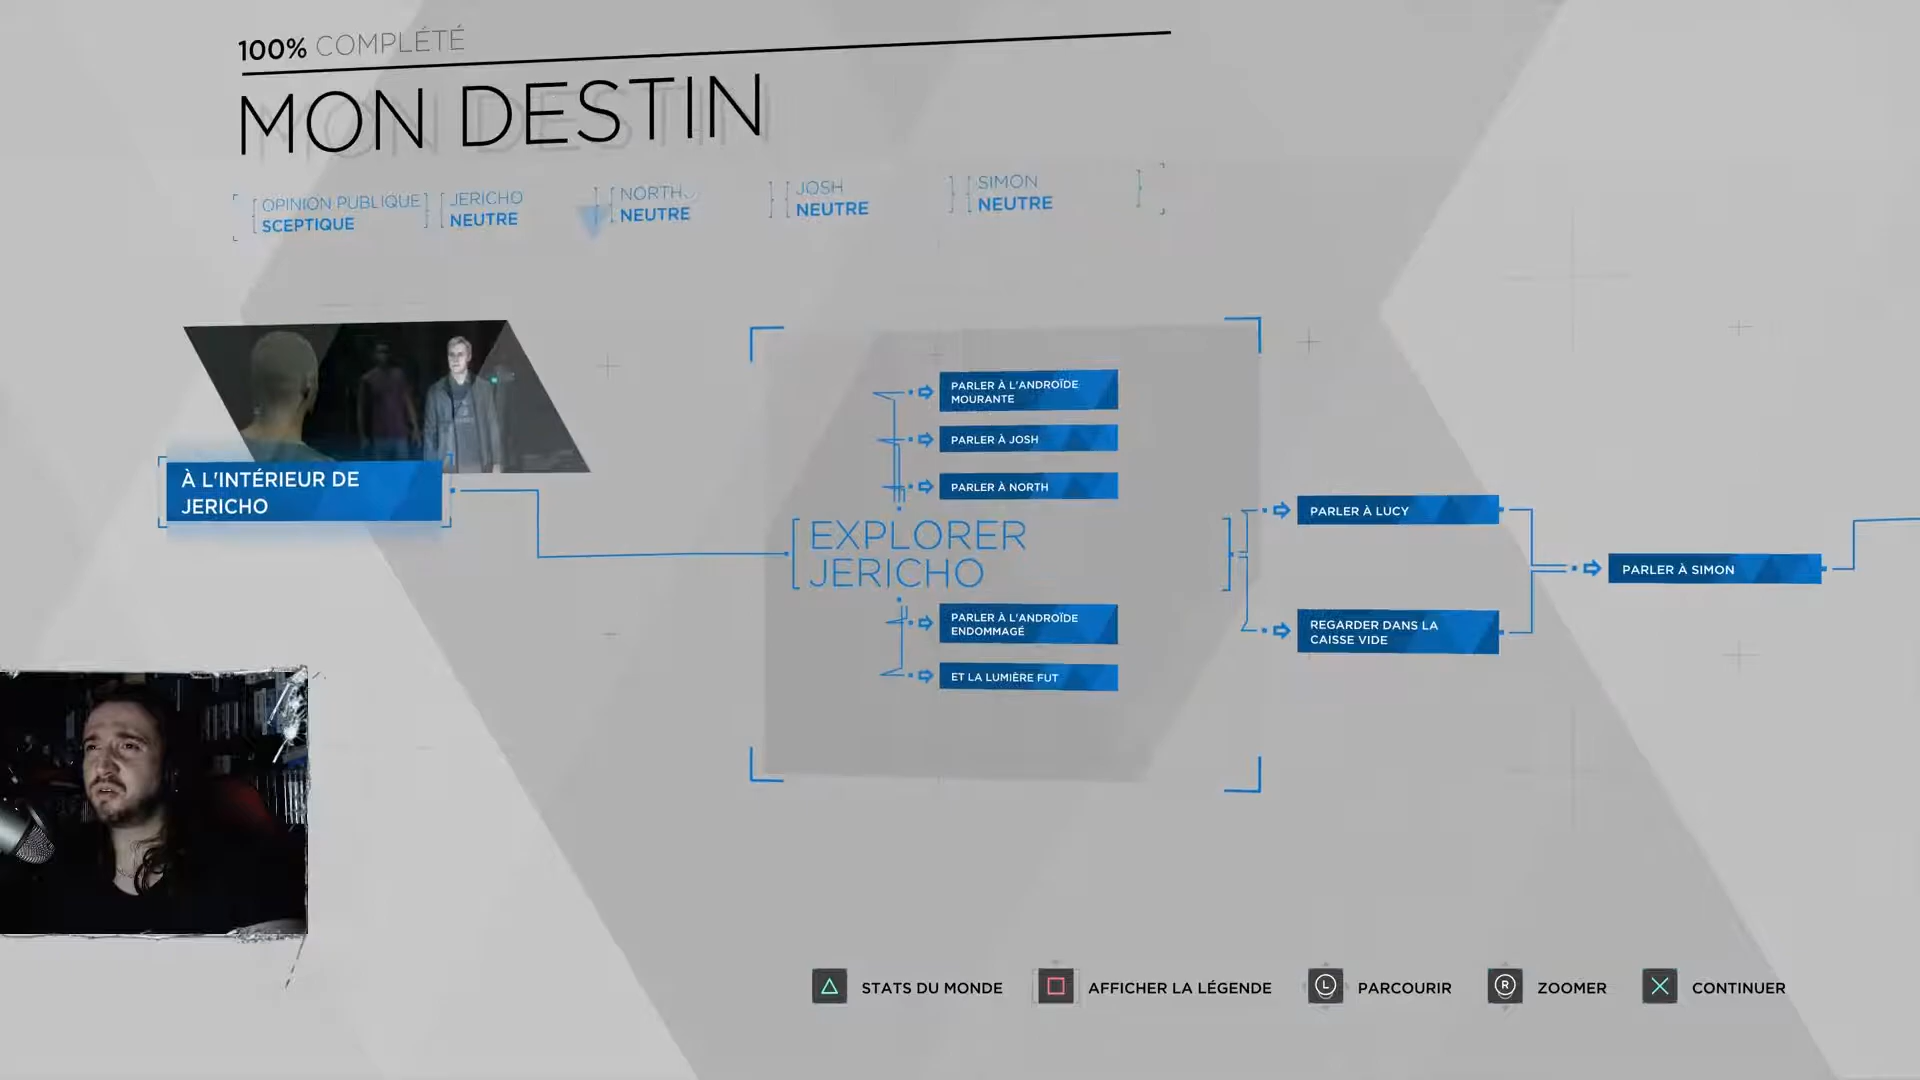 100% COMPLÉTÉ
MON DESTIN
OPINION PUBLIQUE
SCEPTIQUE
JERICHO
NEUTRE
NORTH
NEUTRE
JOSH
NEUTRE
SIMON
NEUTRE
À L'INTÉRIEUR DE
JERICHO
PARLER À L'ANDROÏDE
MOURANTE
PARLER À JOSH
PARLER À NORTH
EXPLORER
JERICHO
PARLER À L'ANDROÏDE
ENDOMMAGÉ
ET LA LUMIÈRE FUT
PARLER À LUCY
REGARDER DANS LA
CAISSE VIDE
PARLER À SIMON
STATS DU MONDE
AFFICHER LA LÉGENDE
L
PARCOURIR
R
ZOOMER
CONTINUER